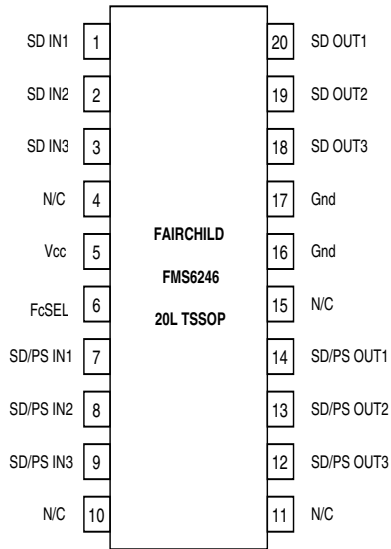 SD IN1 1 20 SD OUT1
SD IN2 2 19 SD OUT2
SD IN3 3 18 SD OUT3
N/C 4 17 Gnd
FAIRCHILD
Vcc 5 16 Gnd
FMS6246
FcSEL 6 15 N/C
20L TSSOP
SD/PS IN1 7 14 SD/PS OUT1
SD/PS IN2 8 13 SD/PS OUT2
SD/PS IN3 9 12 SD/PS OUT3
N/C 10 11 N/C